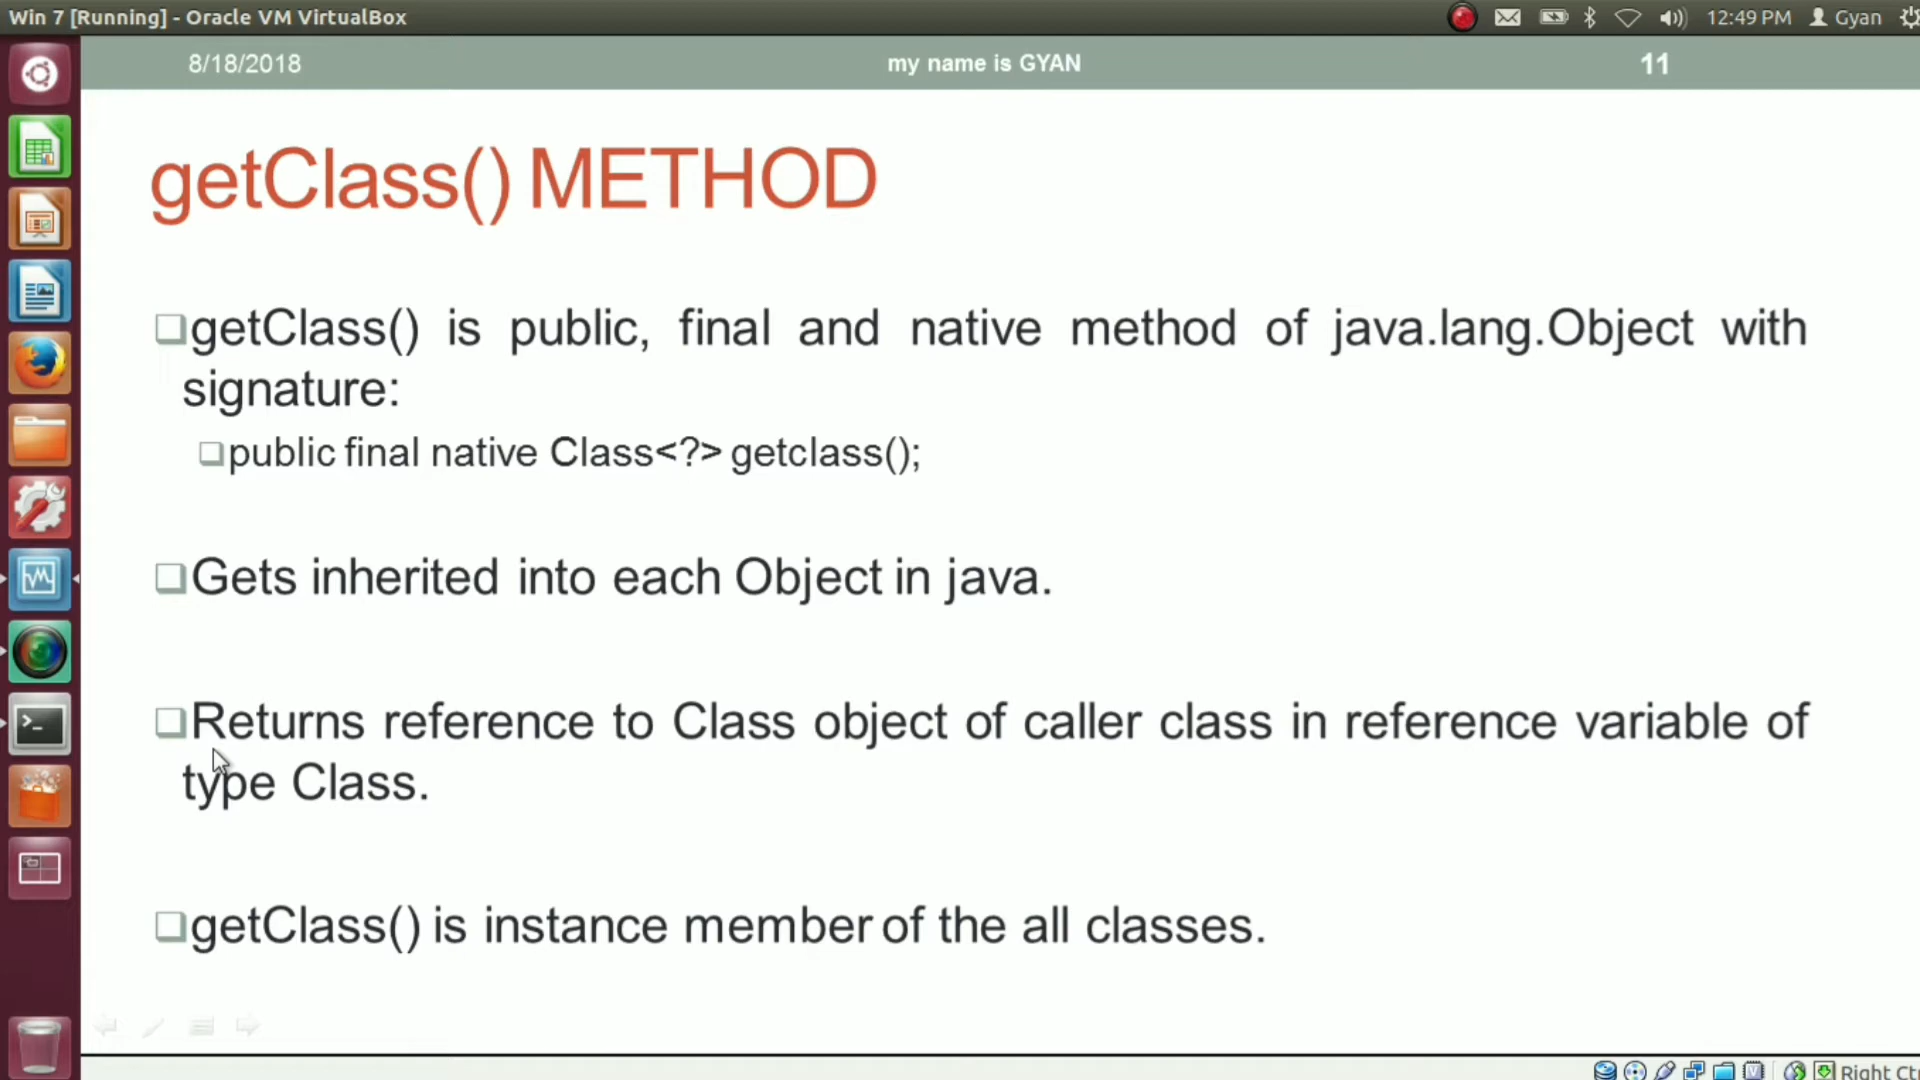 Win 7 [Running] - Oracle VM VirtualBox
12:49 PM Gyan
8/18/2018
my name is GYAN
11
getClass() METHOD
getClass() is public, final and native method of java.lang.Object with
signature:
public final native Class<?> getclass();
Gets inherited into each Object in java.
Returns reference to Class object of caller class in reference variable of
type Class.
getClass() is instance member of the all classes.
Right Ct